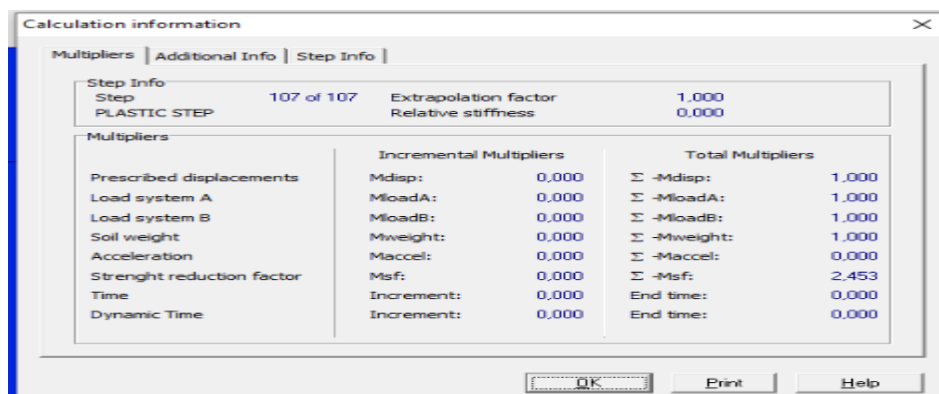 Calculation information
Multipliers Additional Info Step Info
Step Info
Step 107 of 107 Extrapolation factor 1,000
PLASTIC STEP Relative stiffness 0,000
Multipliers
Incremental Multipliers Total Multipliers
Prescribed displacements Mdisp: 0,000 Σ -Mdisp: 1,000
Load system A MloadA: 0,000 Σ -MloadA: 1,000
Load system B MloadB: 0,000 Σ -MloadB: 1,000
Soil weight Mweight: 0,000 Σ -Mweight: 1,000
Acceleration Maccel: 0,000 Σ -Maccel: 0,000
Strenght reduction factor Msf: 0,000 Σ -Msf: 2,453
Time Increment: 0,000 End time: 0,000
Dynamic Time Increment: 0,000 End time: 0,000
OK Print Help